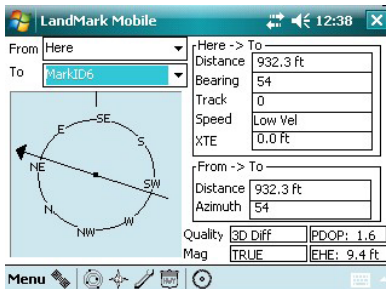 LandMark Mobile 12:38
From Here
To MarkID6
Here -> To
Distance 932.3 ft
Bearing 54
Track 0
Speed Low Vel
XTE 0.0 ft
From -> To
Distance 932.3 ft
Azimuth 54
SE
E S
NE SW
N W
NW
Quality 3D Diff PDOP: 1.6
Mag TRUE EHE: 9.4 ft
Menu